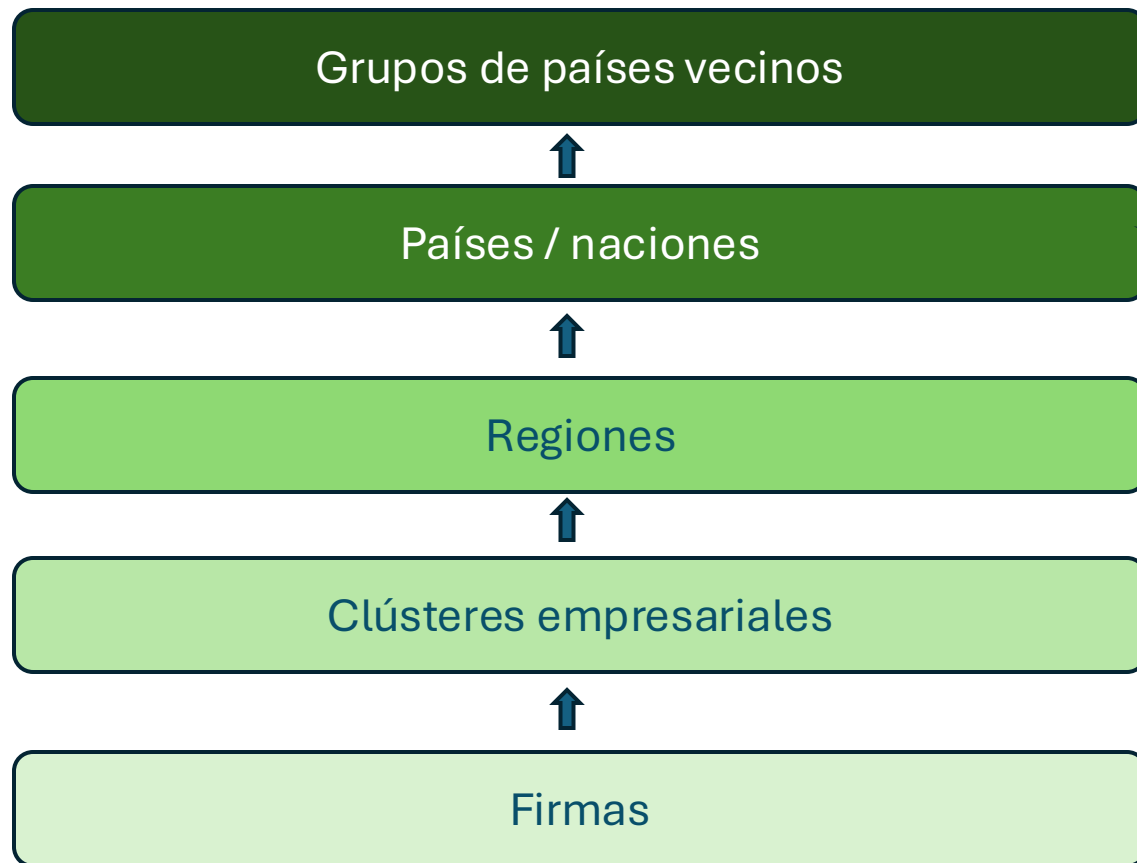 Grupos de países vecinos
Países / naciones
Regiones
Clústeres empresariales
Firmas